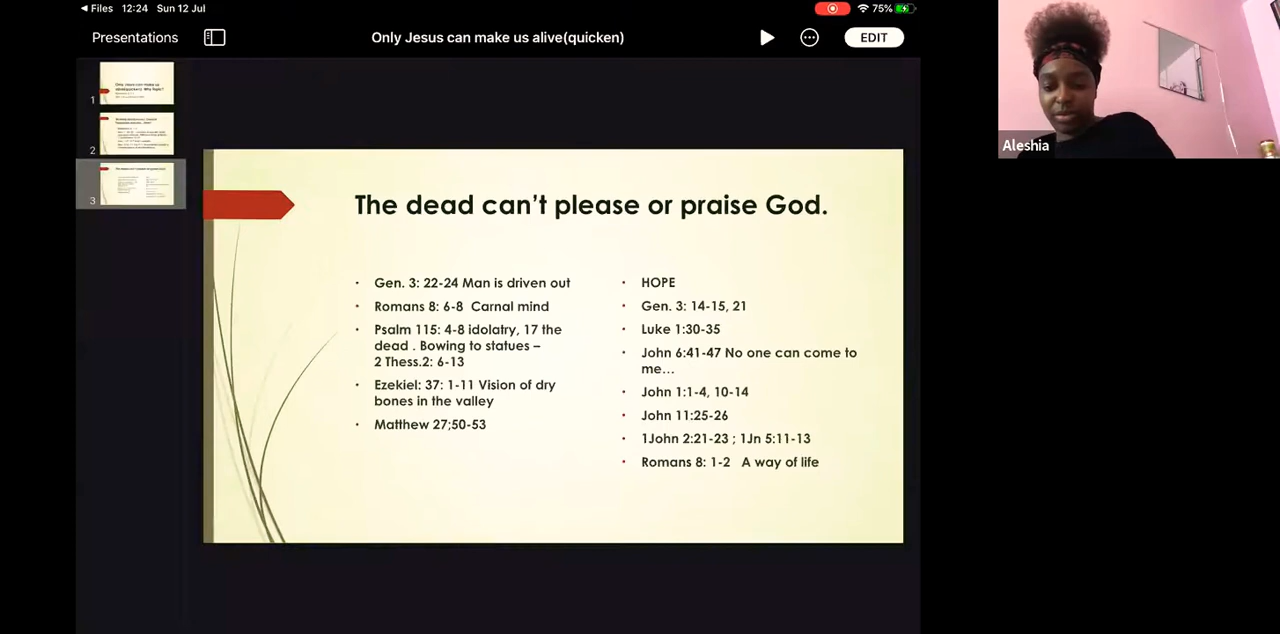 Files 12:24 Sun 12 Jul
75%
Presentations
Only Jesus can make us alive(quicken)
EDIT
Aleshia
1
2
3
The dead can't please or praise God.
• Gen. 3: 22-24 Man is driven out
• Romans 8: 6-8 Carnal mind
• Psalm 115: 4-8 idolatry, 17 the
dead . Bowing to statues –
2 Thess.2: 6-13
• Ezekiel: 37: 1-11 Vision of dry
bones in the valley
• Matthew 27;50-53
• HOPE
• Gen. 3: 14-15, 21
• Luke 1:30-35
• John 6:41-47 No one can come to
me...
• John 1:1-4, 10-14
• John 11:25-26
• 1John 2:21-23 ; 1Jn 5:11-13
• Romans 8: 1-2 A way of life